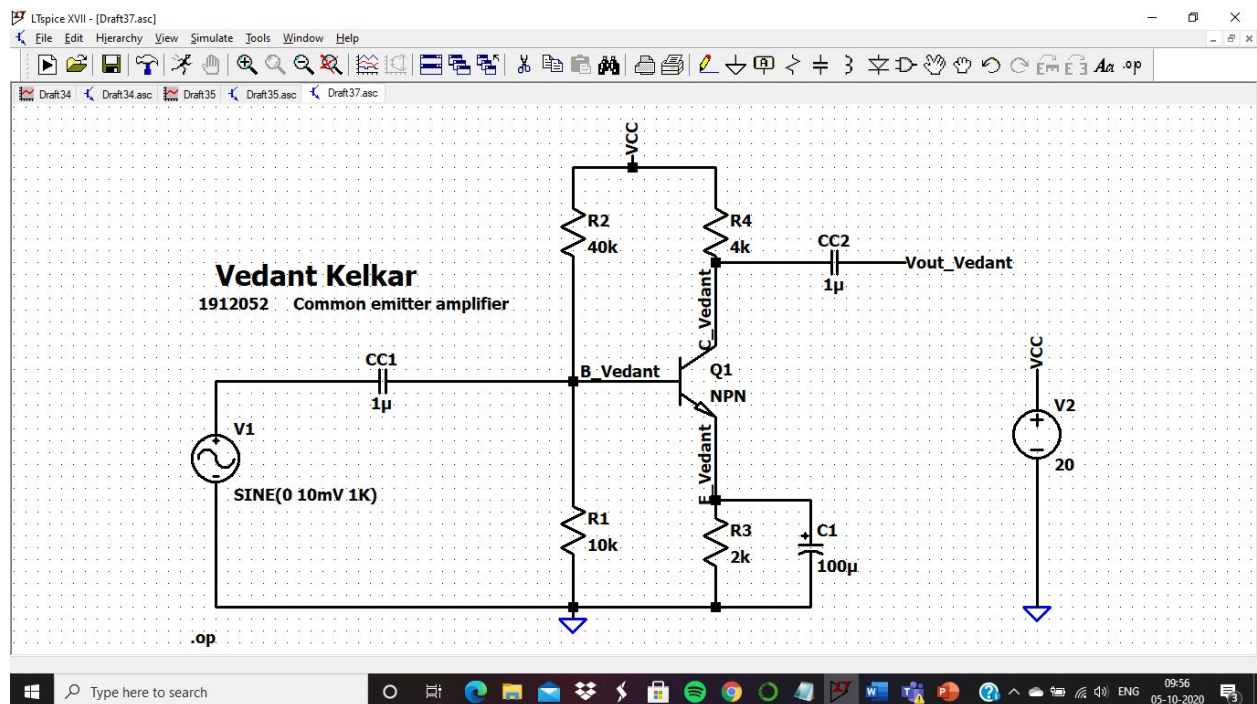 LTspice XVII - [Draft37.asc]
File Edit Hierarchy View Simulate Tools Window Help
Aa .op
Draft34 Draft34.asc Draft35 Draft35.asc Draft37.asc
VCC
R2
40k
R4
4k
CC2
1µ
Vout_Vedant
Vedant Kelkar
1912052 Common emitter amplifier
C_Vedant
CC1
1µ
B_Vedant
Q1
NPN
VCC
V1
SINE(0 10mV 1K)
V2
20
E_Vedant
R1
10k
R3
2k
C1
100µ
.op
Type here to search
ENG
09:56
05-10-2020
3